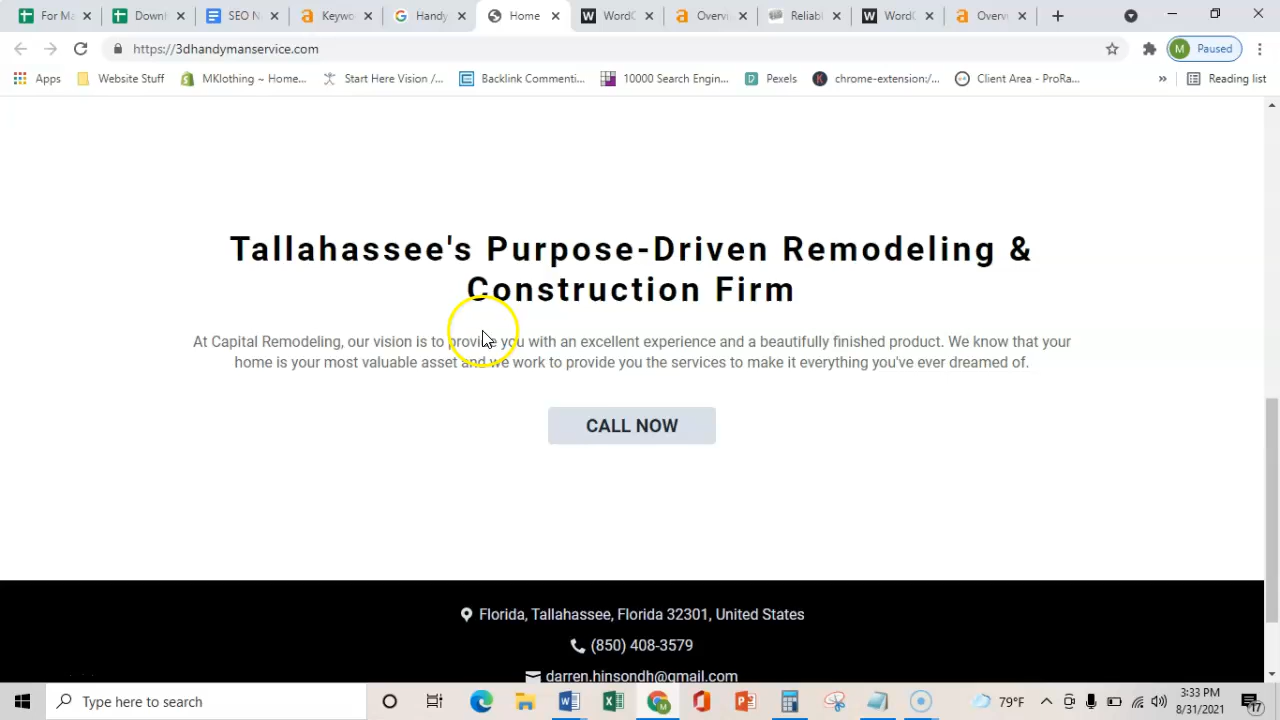 For Ma
Downl
SEO N
Keywo
Handy
Home
WordC
Overvi
Reliab
WordC
Overv
https://3dhandymanservice.com
M Paused
Apps
Website Stuff
MKlothing ~ Home...
Start Here Vision /...
Backlink Commenti...
10000 Search Engin...
Pexels
chrome-extension:/...
Client Area - ProRa...
»
Reading list
Tallahassee's Purpose-Driven Remodeling &
Construction Firm
At Capital Remodeling, our vision is to provide you with an excellent experience and a beautifully finished product. We know that your
home is your most valuable asset and we work to provide you the services to make it everything you've ever dreamed of.
CALL NOW
Florida, Tallahassee, Florida 32301, United States
(850) 408-3579
darren.hinsondh@gmail.com
Type here to search
79°F
3:33 PM
8/31/2021
17